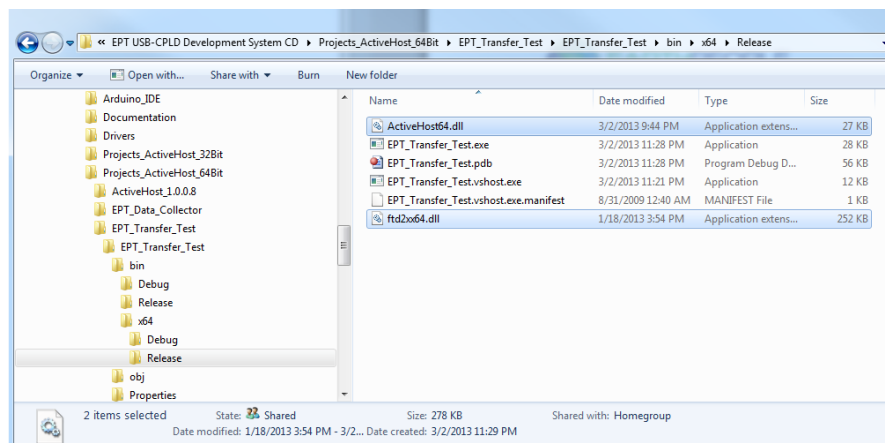 « EPT USB-CPLD Development System CD ▸ Projects_ActiveHost_64Bit ▸ EPT_Transfer_Test ▸ EPT_Transfer_Test ▸ bin ▸ x64 ▸ Release
Organize Open with... Share with Burn New folder
Arduino_IDE
Documentation
Drivers
Projects_ActiveHost_32Bit
Projects_ActiveHost_64Bit
ActiveHost_1.0.0.8
EPT_Data_Collector
EPT_Transfer_Test
EPT_Transfer_Test
bin
Debug
Release
x64
Debug
Release
obj
Properties
Name Date modified Type Size
ActiveHost64.dll 3/2/2013 9:44 PM Application extens... 27 KB
EPT_Transfer_Test.exe 3/2/2013 11:28 PM Application 28 KB
EPT_Transfer_Test.pdb 3/2/2013 11:28 PM Program Debug D... 56 KB
EPT_Transfer_Test.vshost.exe 3/2/2013 11:21 PM Application 12 KB
EPT_Transfer_Test.vshost.exe.manifest 8/31/2009 12:40 AM MANIFEST File 1 KB
ftd2xx64.dll 1/18/2013 3:54 PM Application extens... 252 KB
2 items selected State: Shared Size: 278 KB Shared with: Homegroup
Date modified: 1/18/2013 3:54 PM - 3/2... Date created: 3/2/2013 11:29 PM